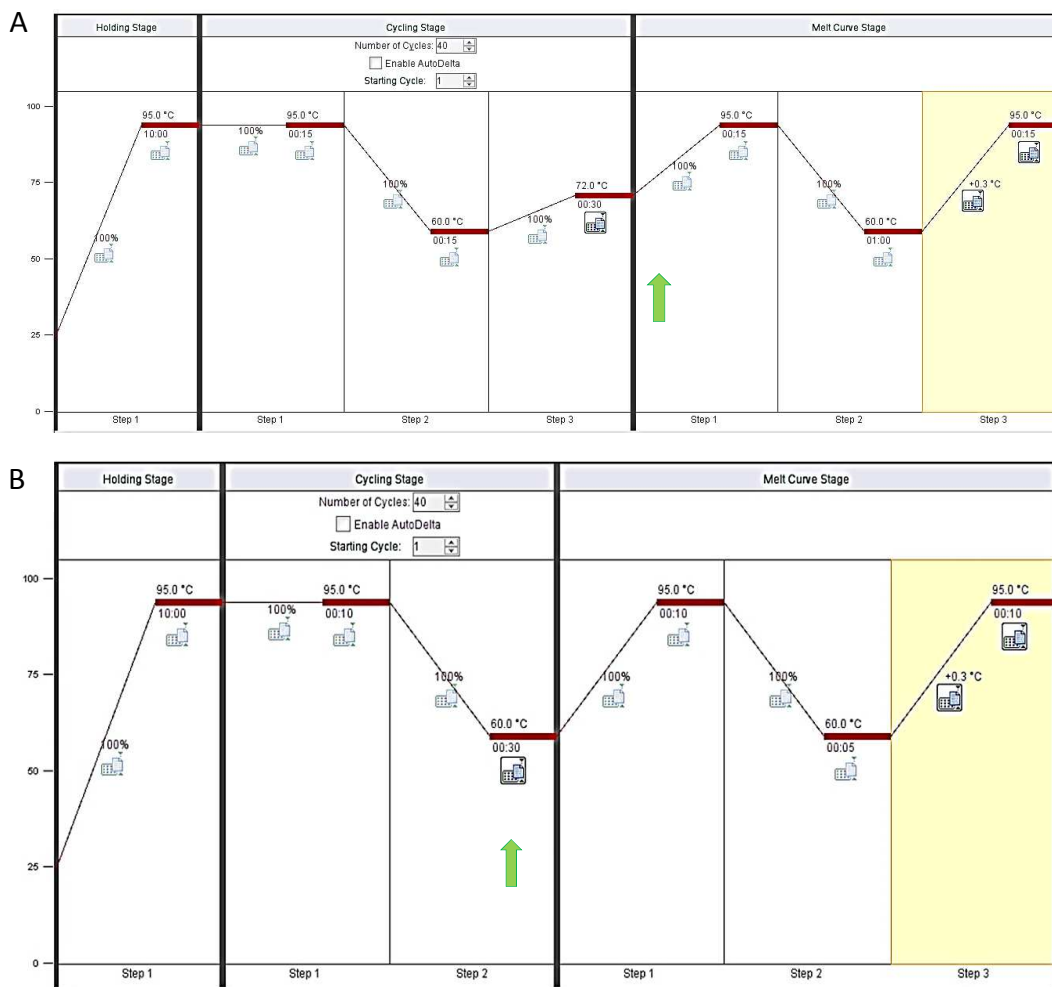 A
Holding Stage
Cycling Stage
Melt Curve Stage
Number of Cycles: 40
Enable AutoDelta
Starting Cycle: 1
100
75
50
25
0
100%
95.0 °C
10:00
100%
95.0 °C
00:15
100%
60.0 °C
00:15
100%
72.0 °C
00:30
100%
95.0 °C
00:15
100%
60.0 °C
01:00
+0.3 °C
95.0 °C
00:15
Step 1
Step 1
Step 2
Step 3
Step 1
Step 2
Step 3
B
Holding Stage
Cycling Stage
Melt Curve Stage
Number of Cycles: 40
Enable AutoDelta
Starting Cycle: 1
100
75
50
25
0
100%
95.0 °C
10:00
100%
95.0 °C
00:10
100%
60.0 °C
00:30
100%
95.0 °C
00:10
100%
60.0 °C
00:05
+0.3 °C
95.0 °C
00:10
Step 1
Step 1
Step 2
Step 1
Step 2
Step 3